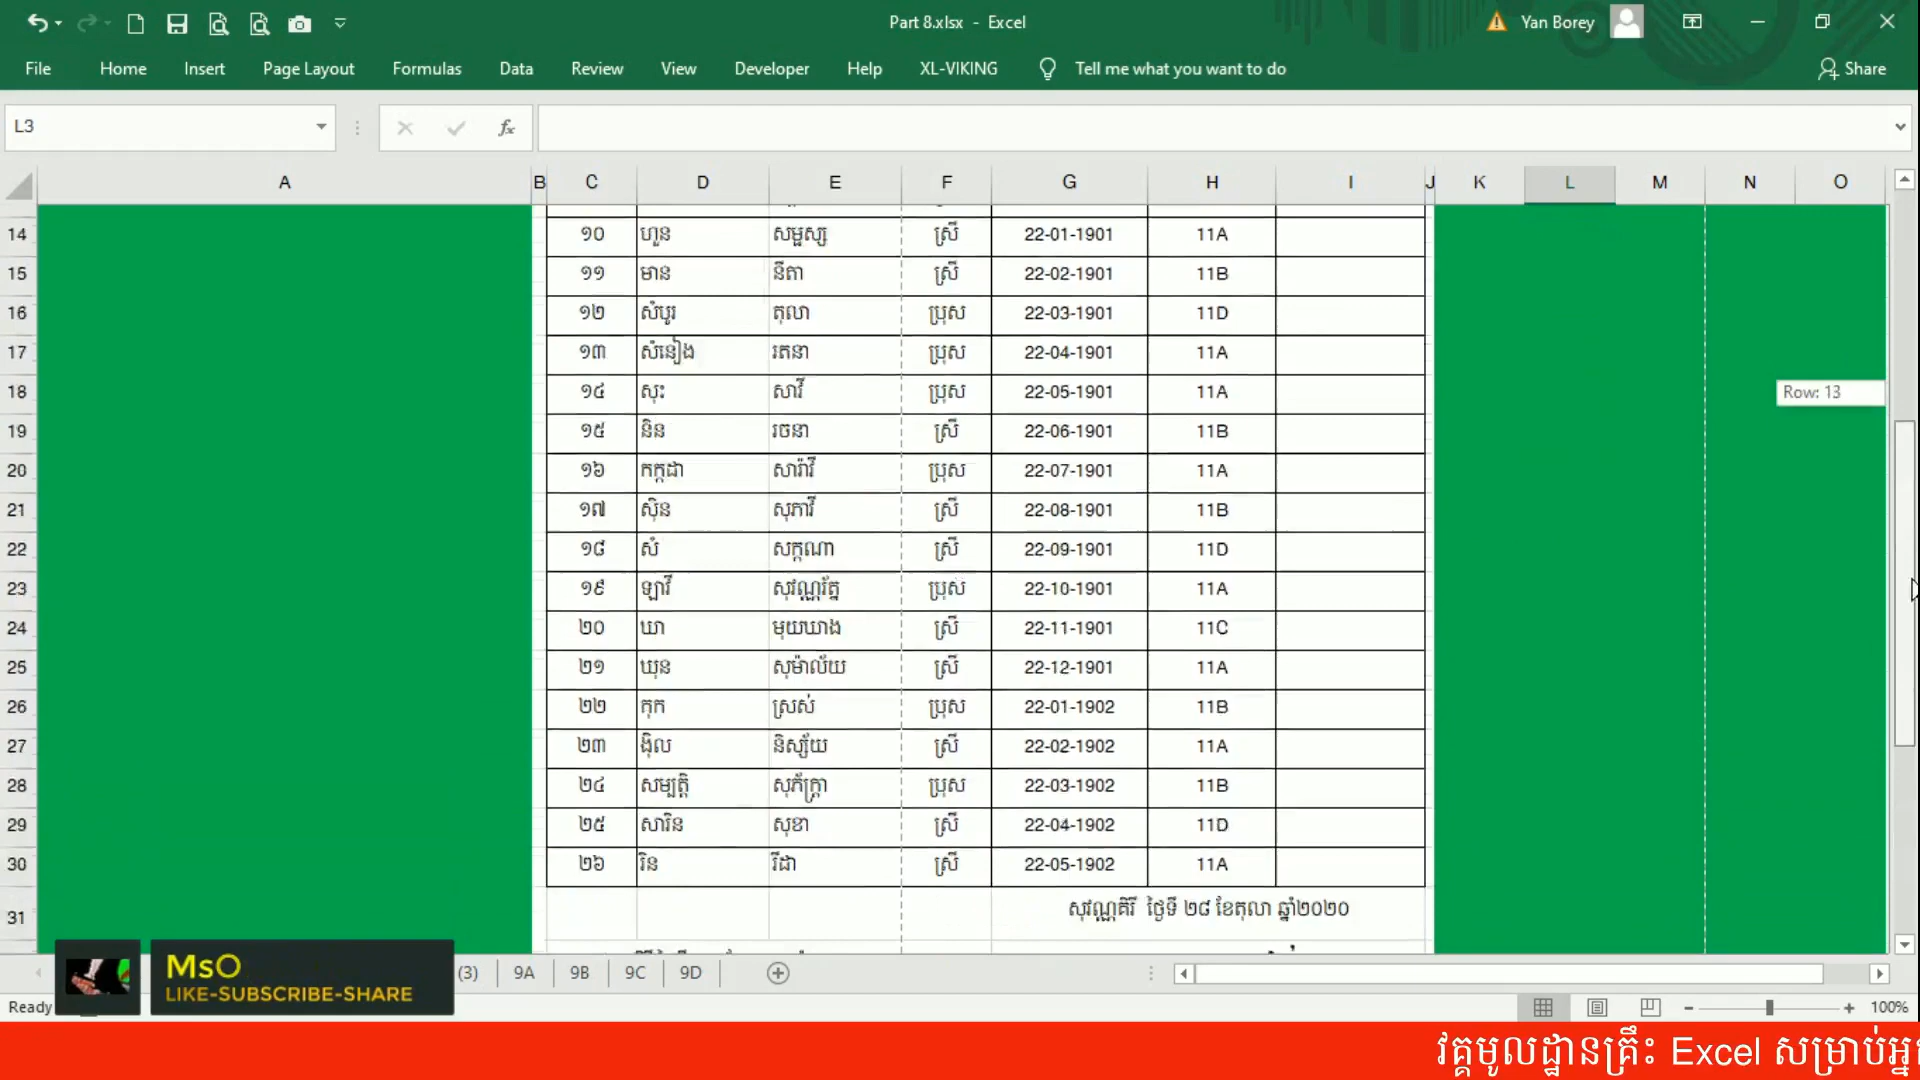 Part 8.xlsx - Excel
Yan Borey
File Home Insert Page Layout Formulas Data Review View Developer Help XL-VIKING Tell me what you want to do Share
L3 fx
A B C D E F G H I J K L M N O
14 ១០ ហួន សម្ផស្ស ស្រី 22-01-1901 11A
15 ១១ មាន នីតា ស្រី 22-02-1901 11B
16 ១២ សំបូរ តុលា ប្រុស 22-03-1901 11D
17 ១៣ សំនៀង រតនា ប្រុស 22-04-1901 11A
18 ១៤ សុះ សាវី ប្រុស 22-05-1901 11A
Row: 13
19 ១៥ និន រចនា ស្រី 22-06-1901 11B
20 ១៦ កក្កដា សារ៉ាវី ប្រុស 22-07-1901 11A
21 ១៧ ស៊ិន សុភាវី ស្រី 22-08-1901 11B
22 ១៨ សំ សក្កណា ស្រី 22-09-1901 11D
23 ១៩ ឡាវី សុវណ្ណរ័ត្ន ប្រុស 22-10-1901 11A
24 ២០ ឃា មុយឃាង ស្រី 22-11-1901 11C
25 ២១ ឃុន សុម៉ាល័យ ស្រី 22-12-1901 11A
26 ២២ កុក ស្រស់ ប្រុស 22-01-1902 11B
27 ២៣ ង៉ិល និស្ស័យ ស្រី 22-02-1902 11A
28 ២៤ សម្បត្តិ សុភ័ក្រ្តា ប្រុស 22-03-1902 11B
29 ២៥ សារិន សុខា ស្រី 22-04-1902 11D
30 ២៦ រិន រីដា ស្រី 22-05-1902 11A
31 សុវណ្ណគិរី ថ្ងៃទី ២៨ ខែតុលា ឆ្នាំ២០២០
MsO
LIKE-SUBSCRIBE-SHARE
(3) 9A 9B 9C 9D
Ready 100%
វគ្គមូលដ្ឋានគ្រឹះ Excel សម្រាប់អ្ន